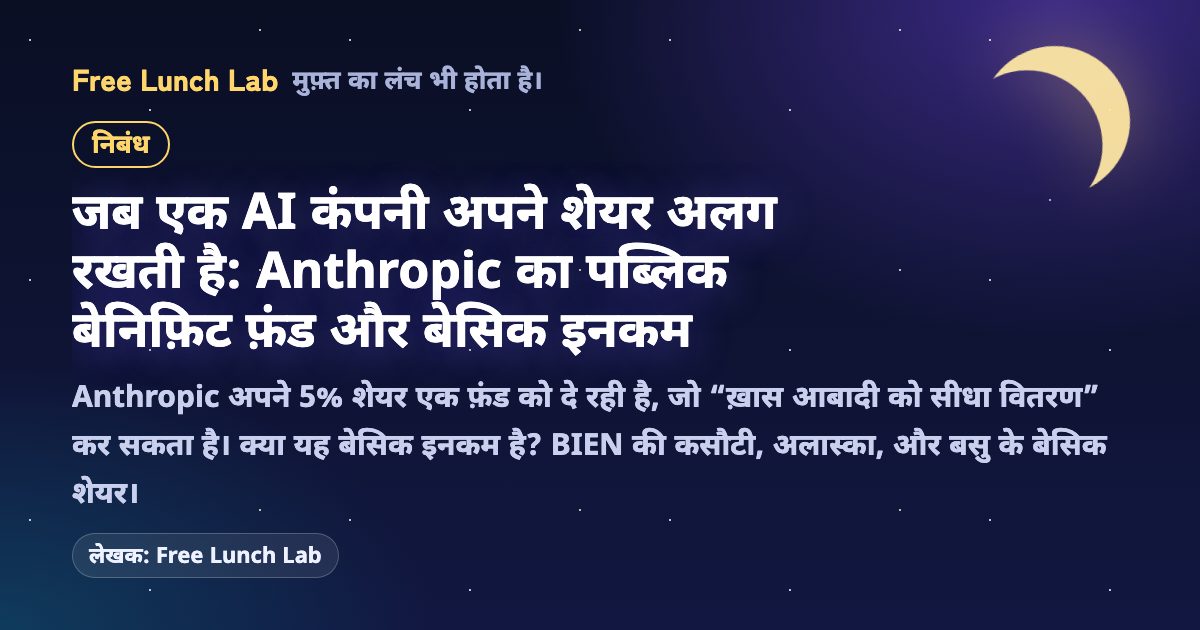 Free Lunch Lab मुफ़्त का लंच भी होता है।
निबंध
जब एक AI कंपनी अपने शेयर अलग
रखती है: Anthropic का पब्लिक
बेनिफ़िट फ़ंड और बेसिक इनकम
Anthropic अपने 5% शेयर एक फ़ंड को दे रही है, जो “ख़ास आबादी को सीधा वितरण”
कर सकता है। क्या यह बेसिक इनकम है? BIEN की कसौटी, अलास्का, और बसु के बेसिक
शेयर।
लेखक: Free Lunch Lab